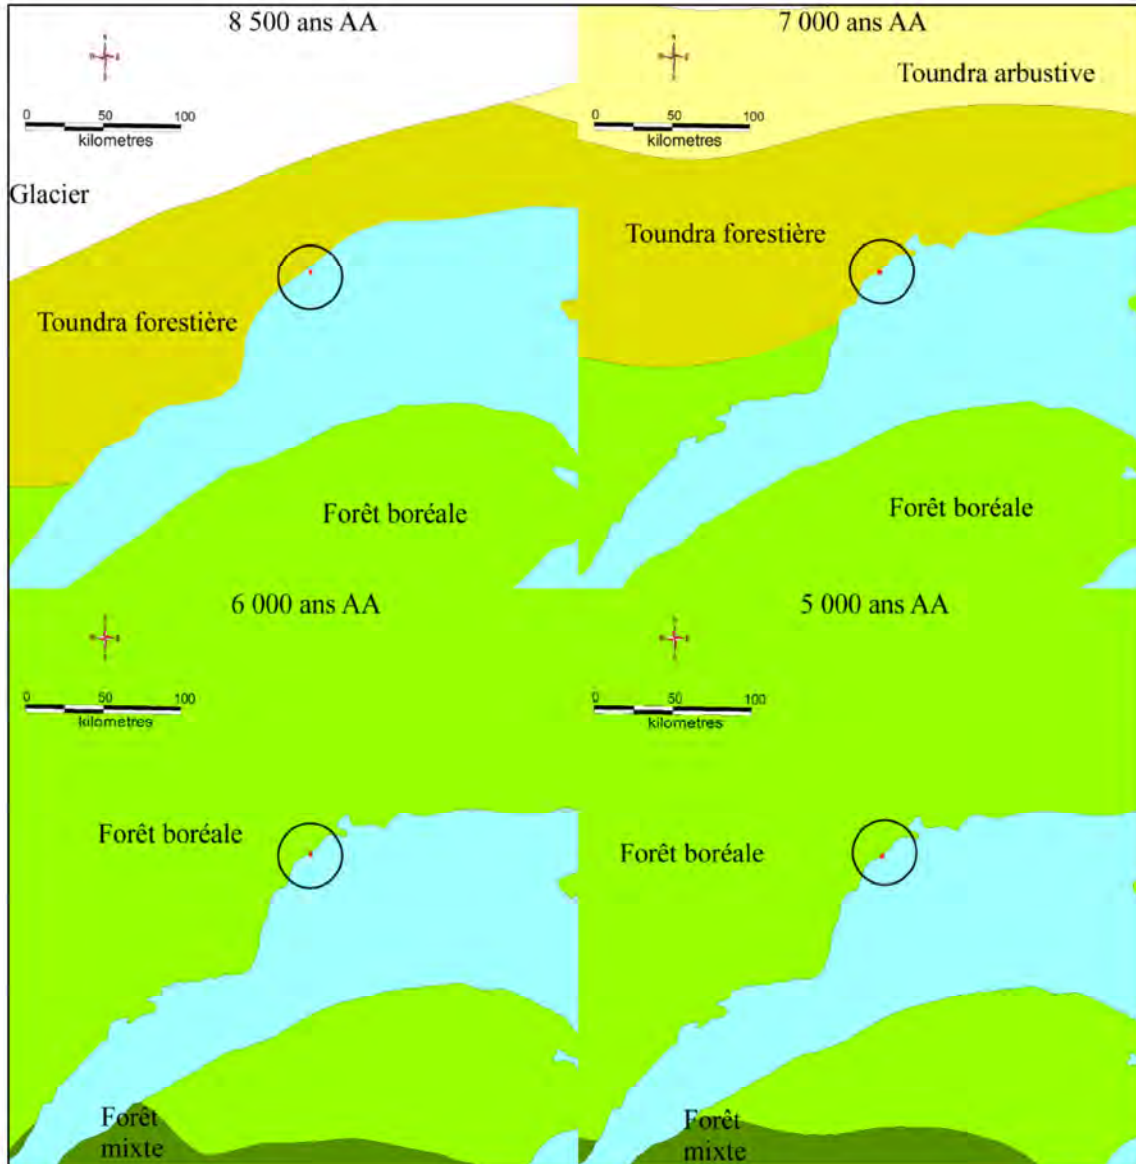 8 500 ans AA
0 50 100
kilometres
Glacier
Toundra forestière
Forêt boréale
7 000 ans AA
Toundra arbustive
0 50 100
kilometres
Toundra forestière
Forêt boréale
6 000 ans AA
0 50 100
kilometres
Forêt boréale
Forêt
mixte
5 000 ans AA
0 50 100
kilometres
Forêt boréale
Forêt
mixte